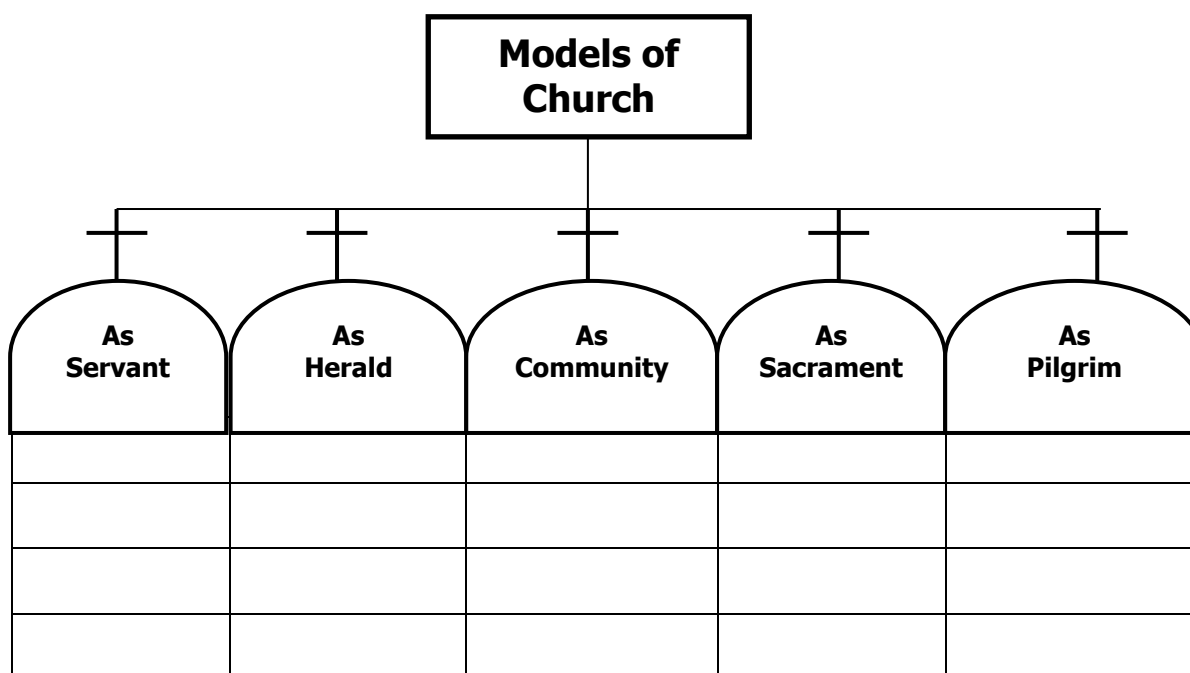 Models of
Church
As
Servant
As
Herald
As
Community
As
Sacrament
As
Pilgrim